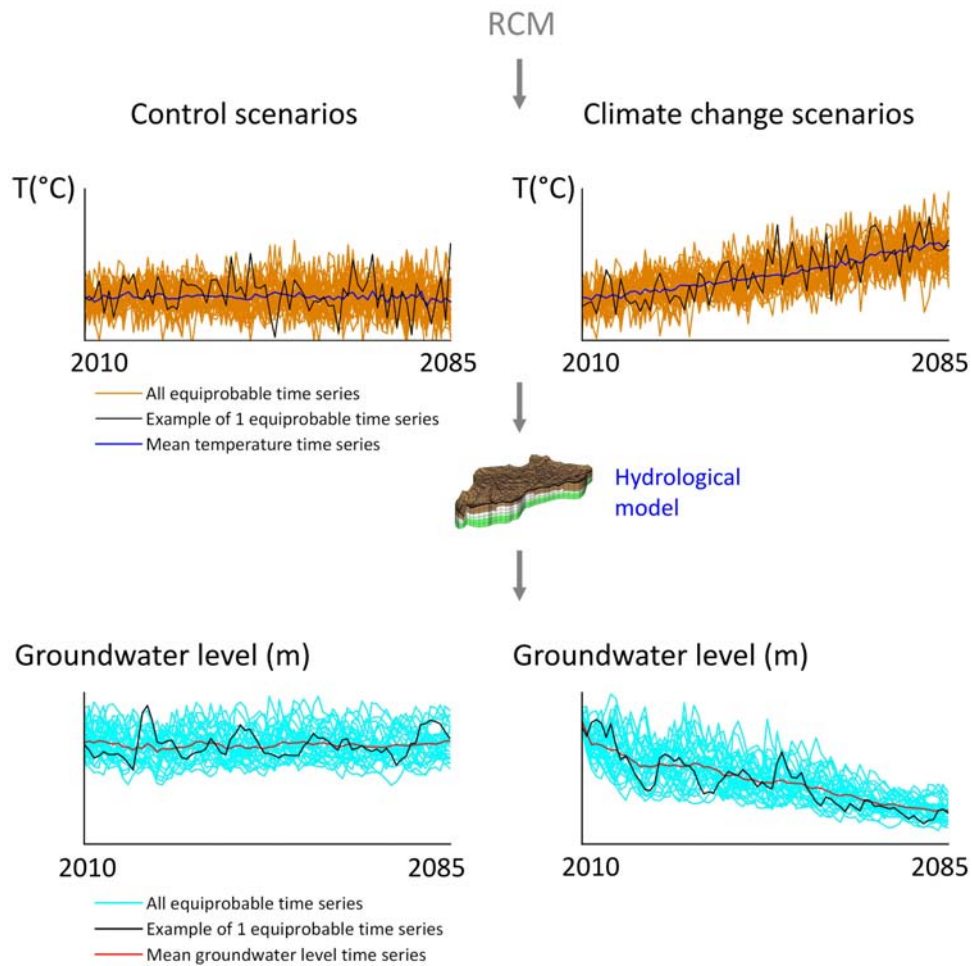 RCM
Control scenarios
Climate change scenarios
T(°C)
T(°C)
2010
2085
2010
2085
All equiprobable time series
Example of 1 equiprobable time series
Mean temperature time series
Hydrological
model
Groundwater level (m)
Groundwater level (m)
2010
2085
2010
2085
All equiprobable time series
Example of 1 equiprobable time series
Mean groundwater level time series